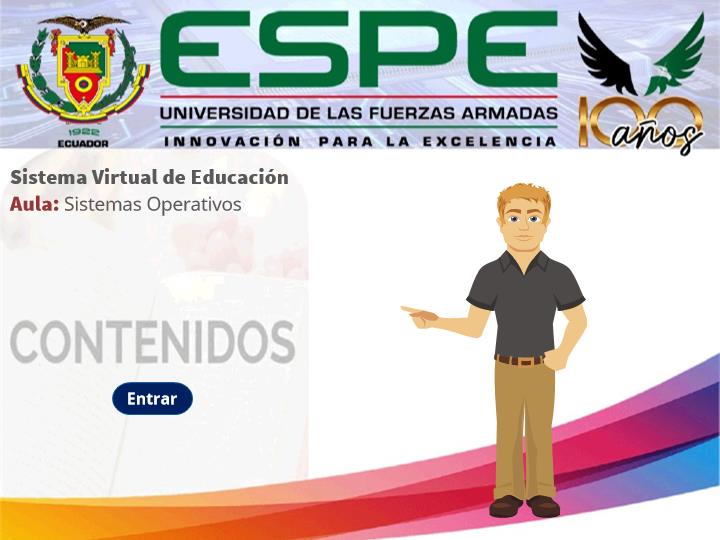 ESPE
UNIVERSIDAD DE LAS FUERZAS ARMADAS
INNOVACIÓN PARA LA EXCELENCIA
1922
ECUADOR
100
años
Sistema Virtual de Educación
Aula: Sistemas Operativos
CONTENIDOS
Entrar